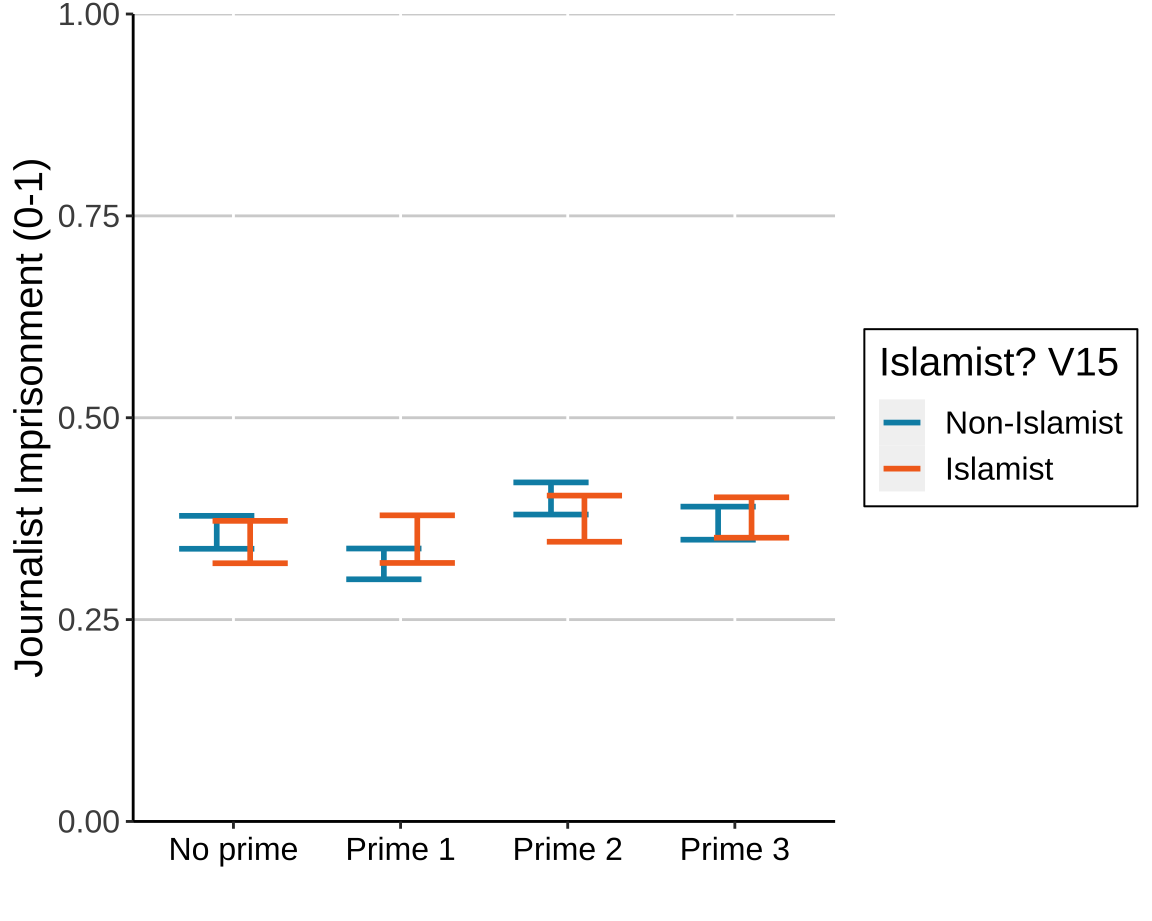 1.00
0.75
0.50
0.25
0.00
Journalist Imprisonment (0-1)
No prime
Prime 1
Prime 2
Prime 3
Islamist? V15
Non-Islamist
Islamist